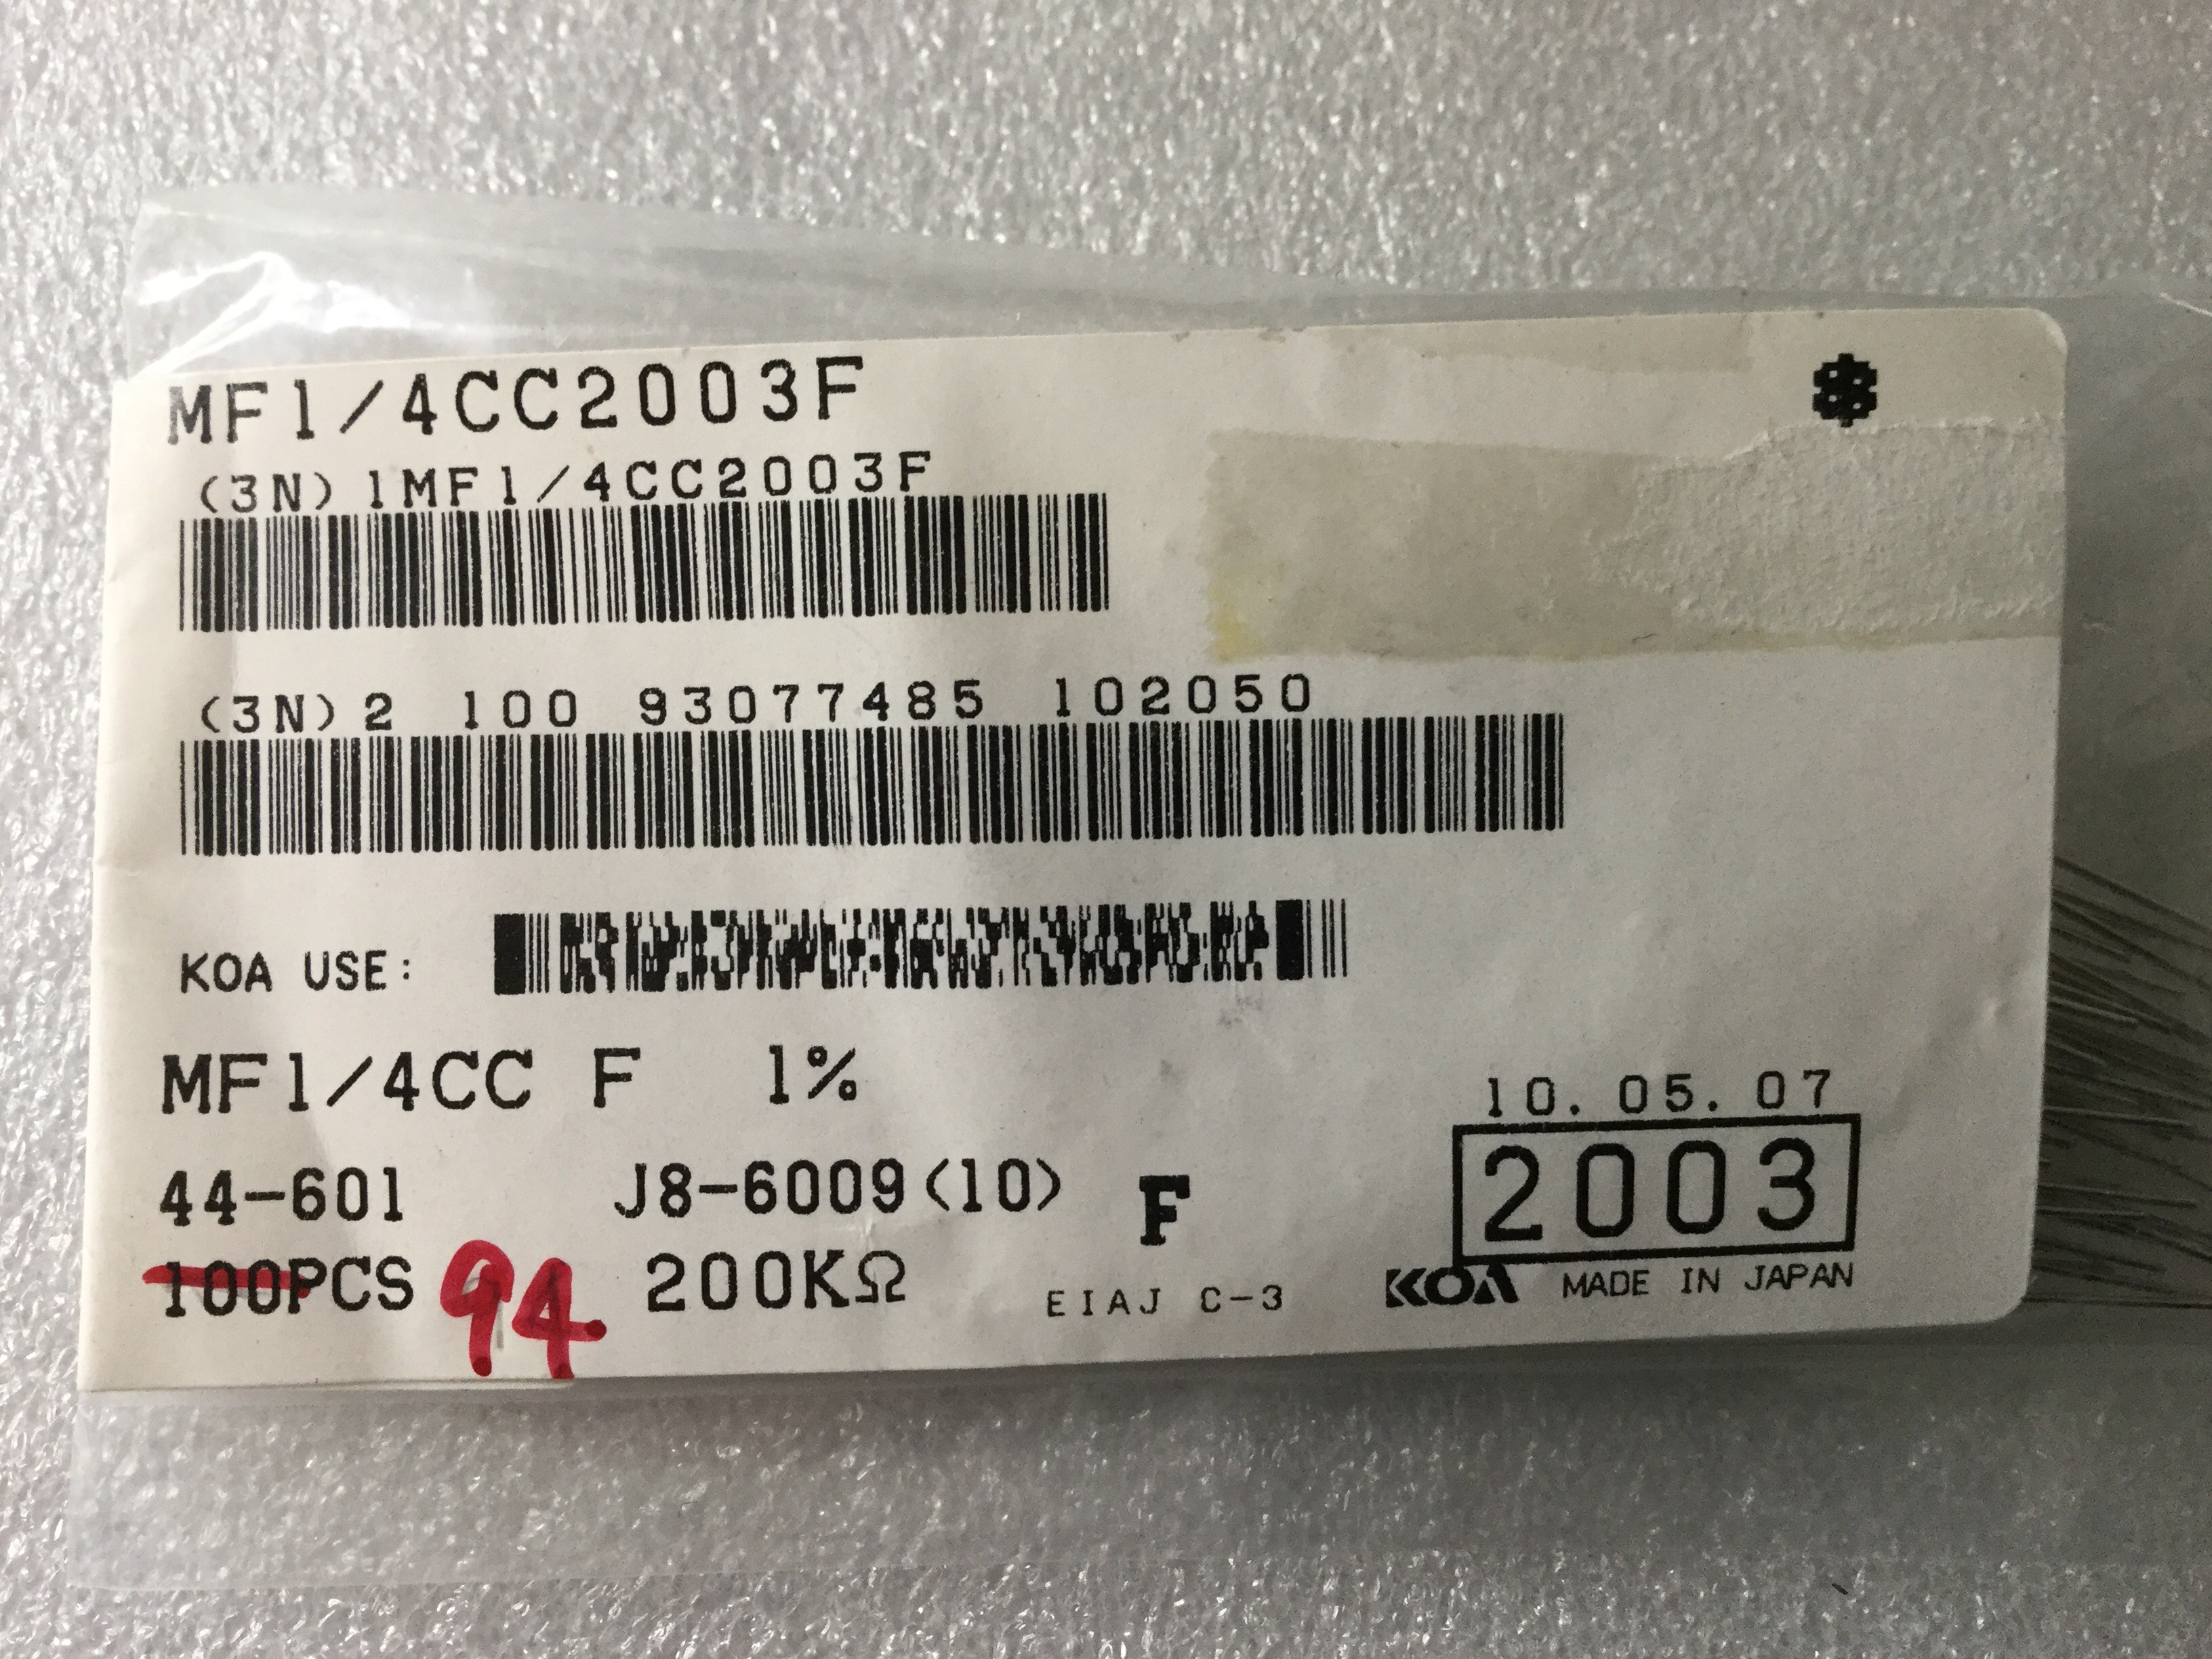 MF1/4CC2003F
(3N)1MF1/4CC2003F
(3N)2 100 93077485 102050
KOA USE:
MF1/4CC F 1%
10.05.07
44-601 J8-6009(10) F 2003
100PCS 94 200KΩ EIAJ C-3 KOA MADE IN JAPAN